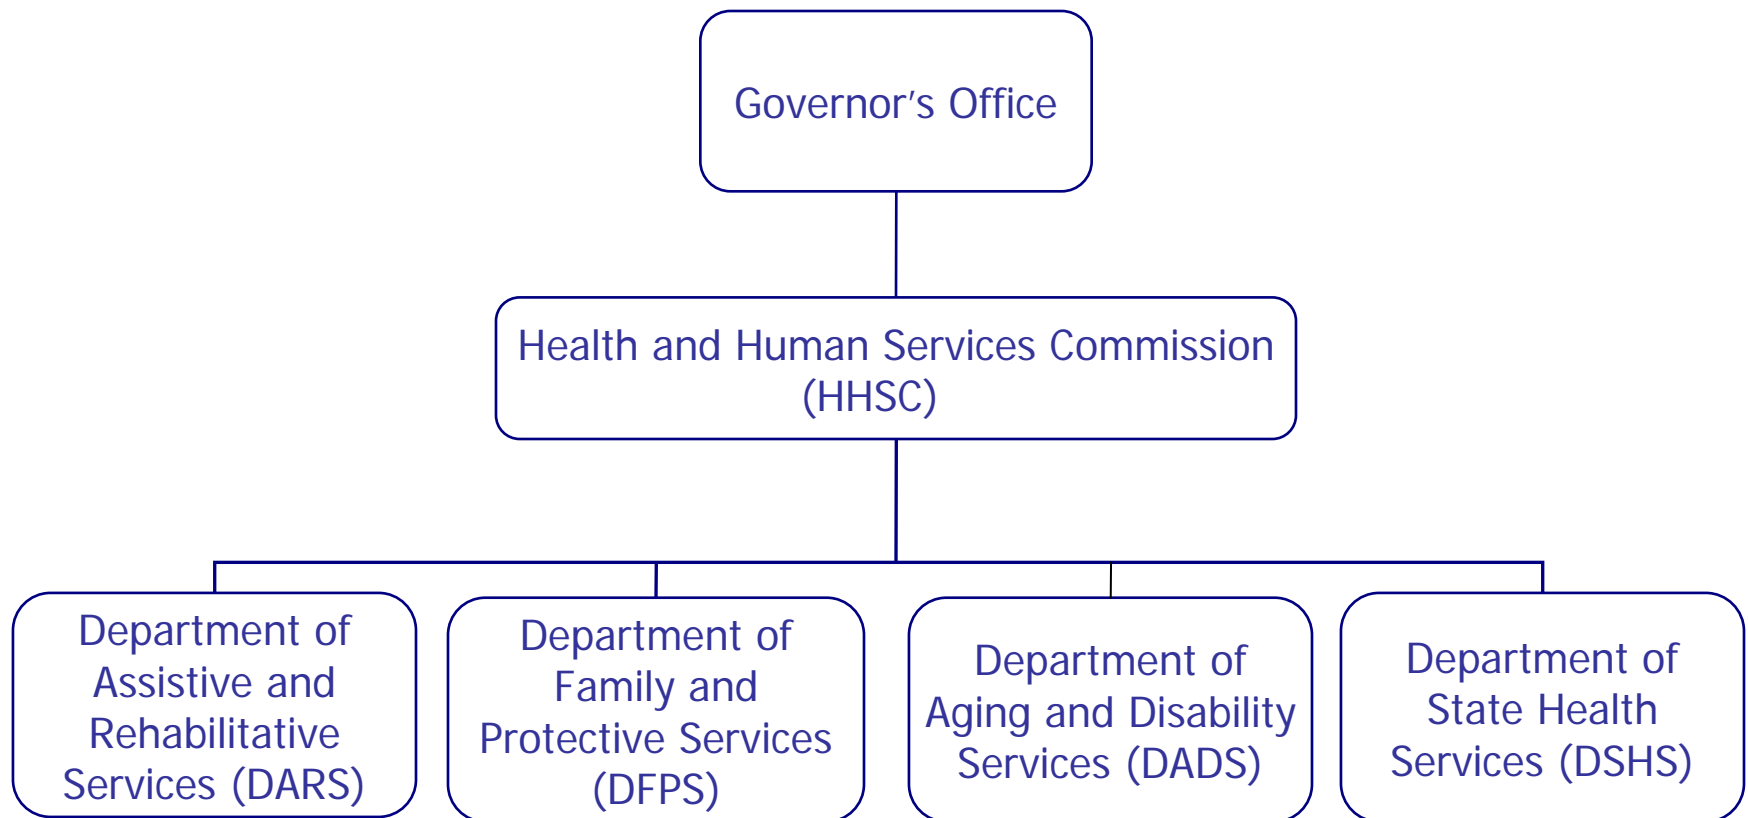 Governor's Office
Health and Human Services Commission
(HHSC)
Department of
Assistive and
Rehabilitative
Services (DARS)
Department of
Family and
Protective Services
(DFPS)
Department of
Aging and Disability
Services (DADS)
Department of
State Health
Services (DSHS)